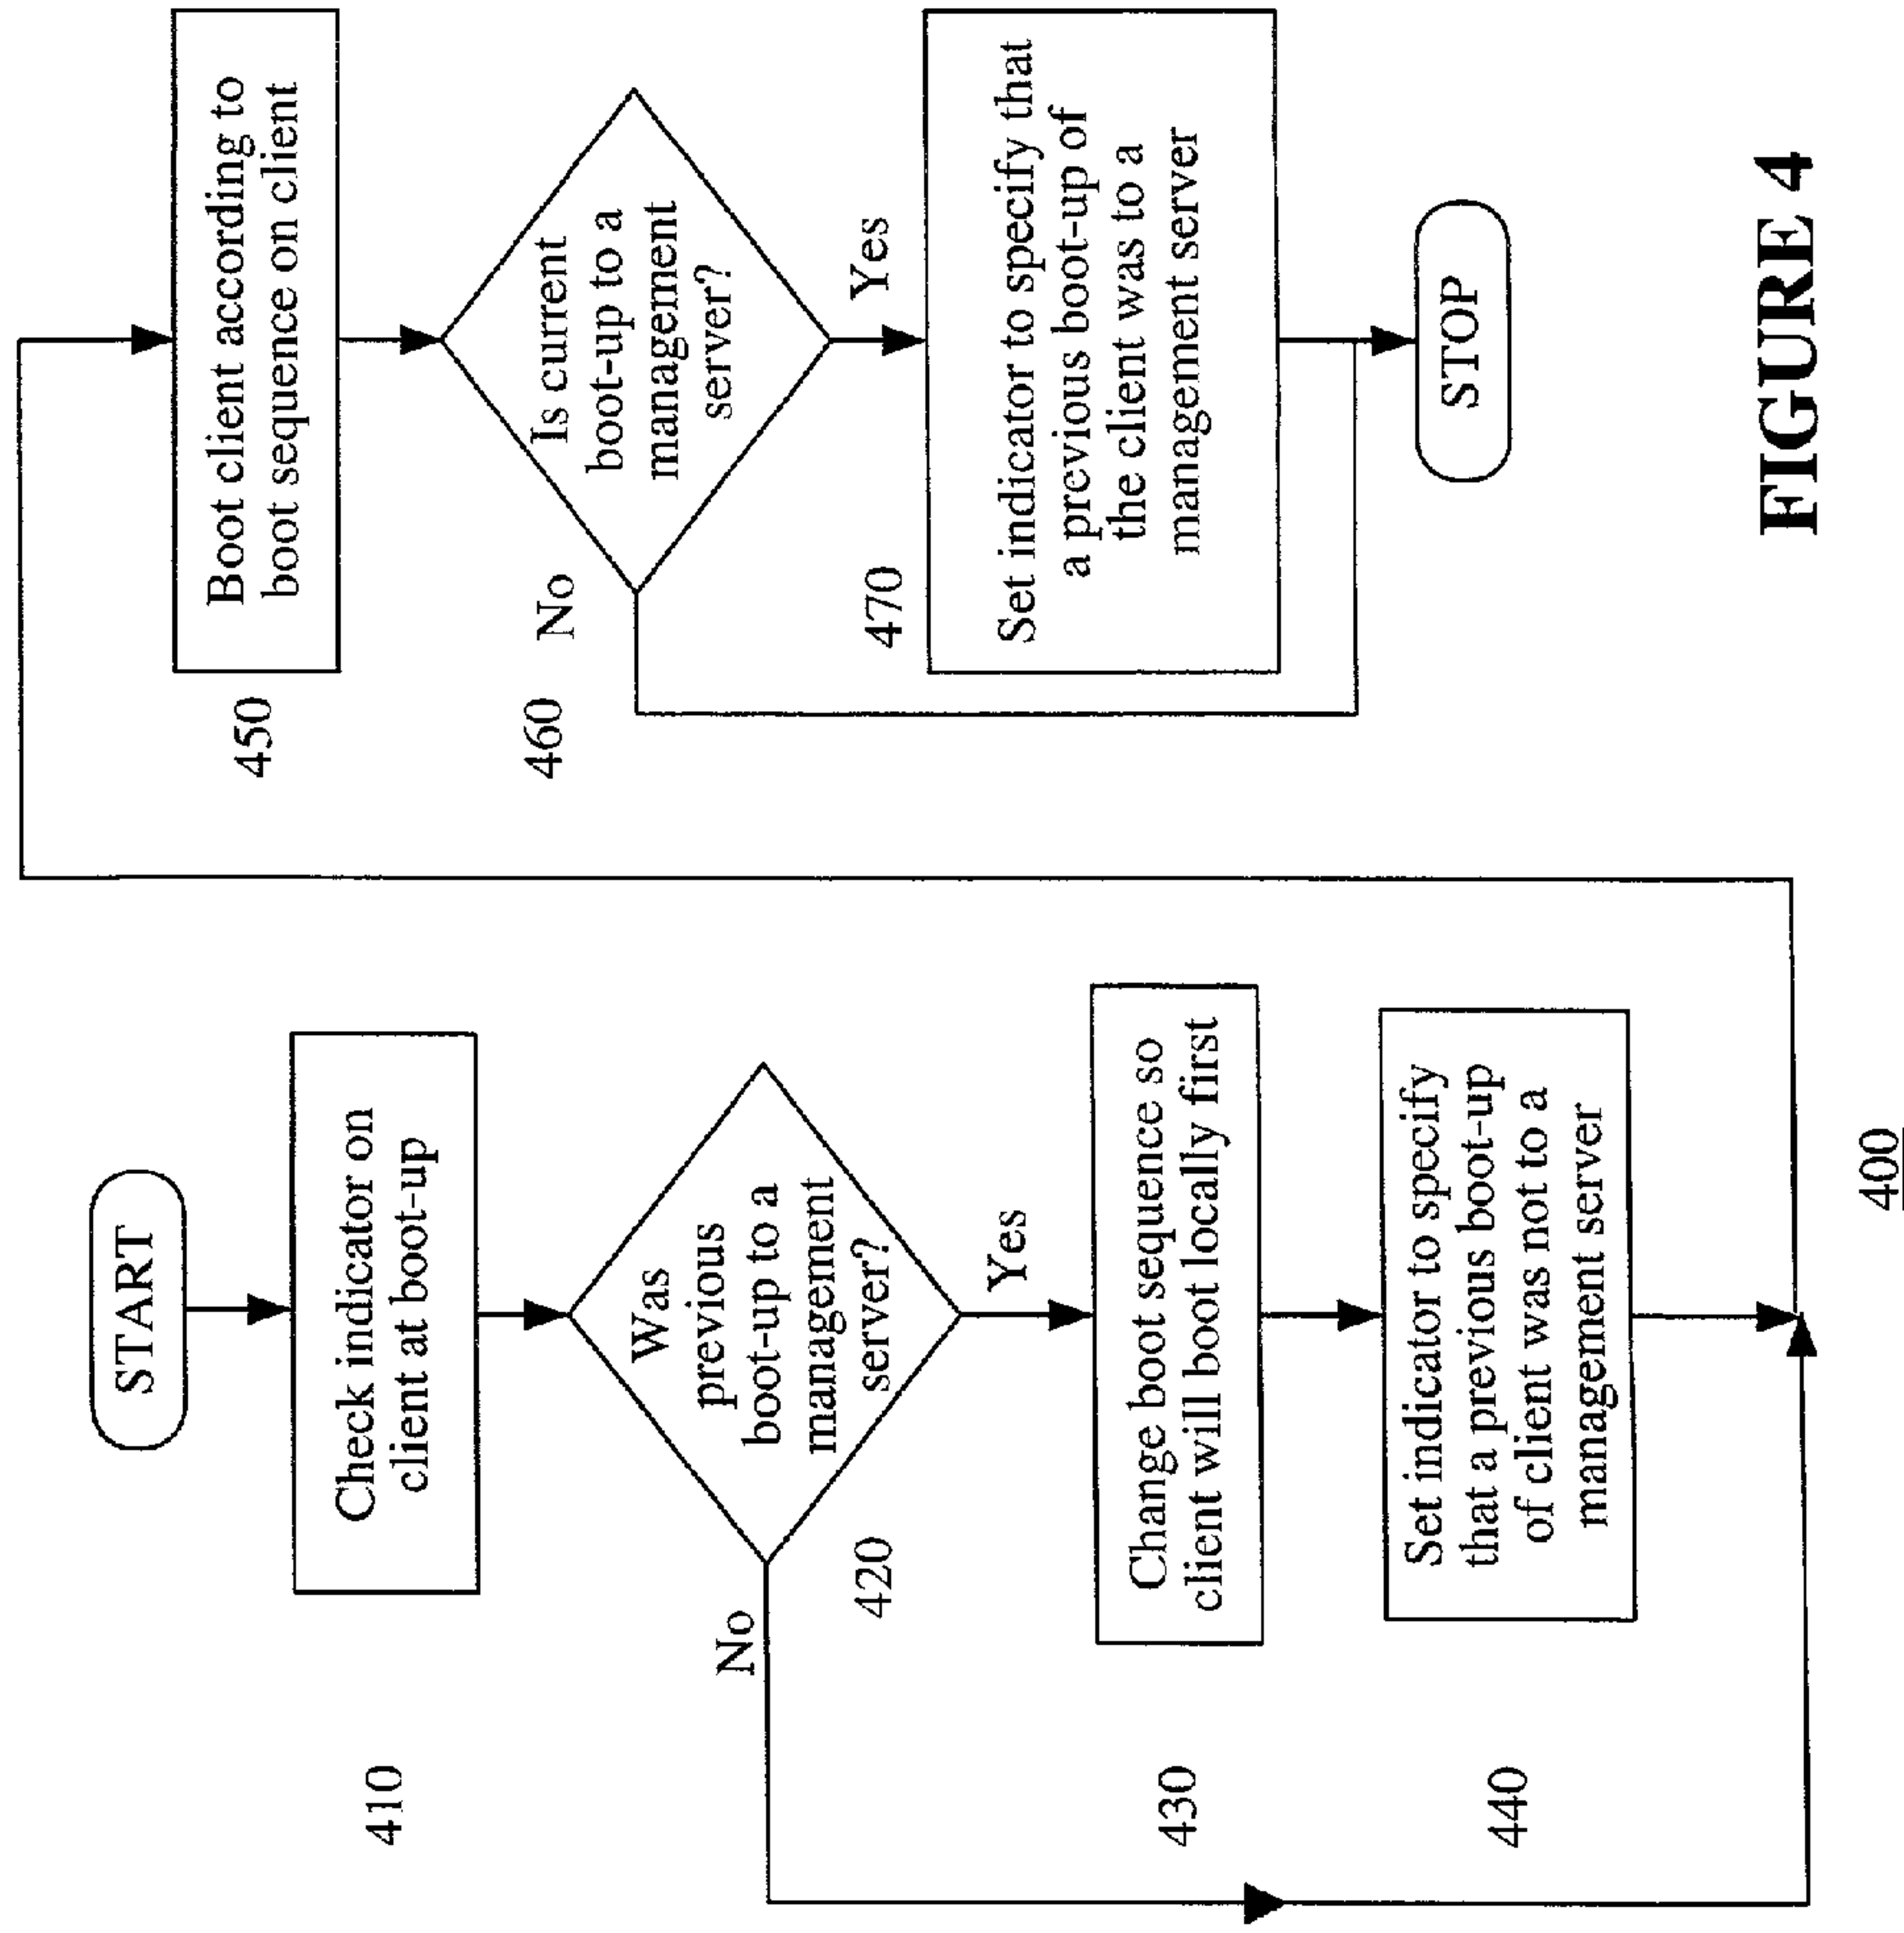 START
410
Check indicator on
client at boot-up
Was
previous
boot-up to a
management
server?
No
420
Yes
430
Change boot sequence so
client will boot locally first
440
Set indicator to specify
that a previous boot-up
of client was not to a
management server
400
450
Boot client according to
boot sequence on client
460
Is current
boot-up to a
management
server?
No
Yes
470
Set indicator to specify that
a previous boot-up of
the client was to a
management server
STOP
FIGURE 4